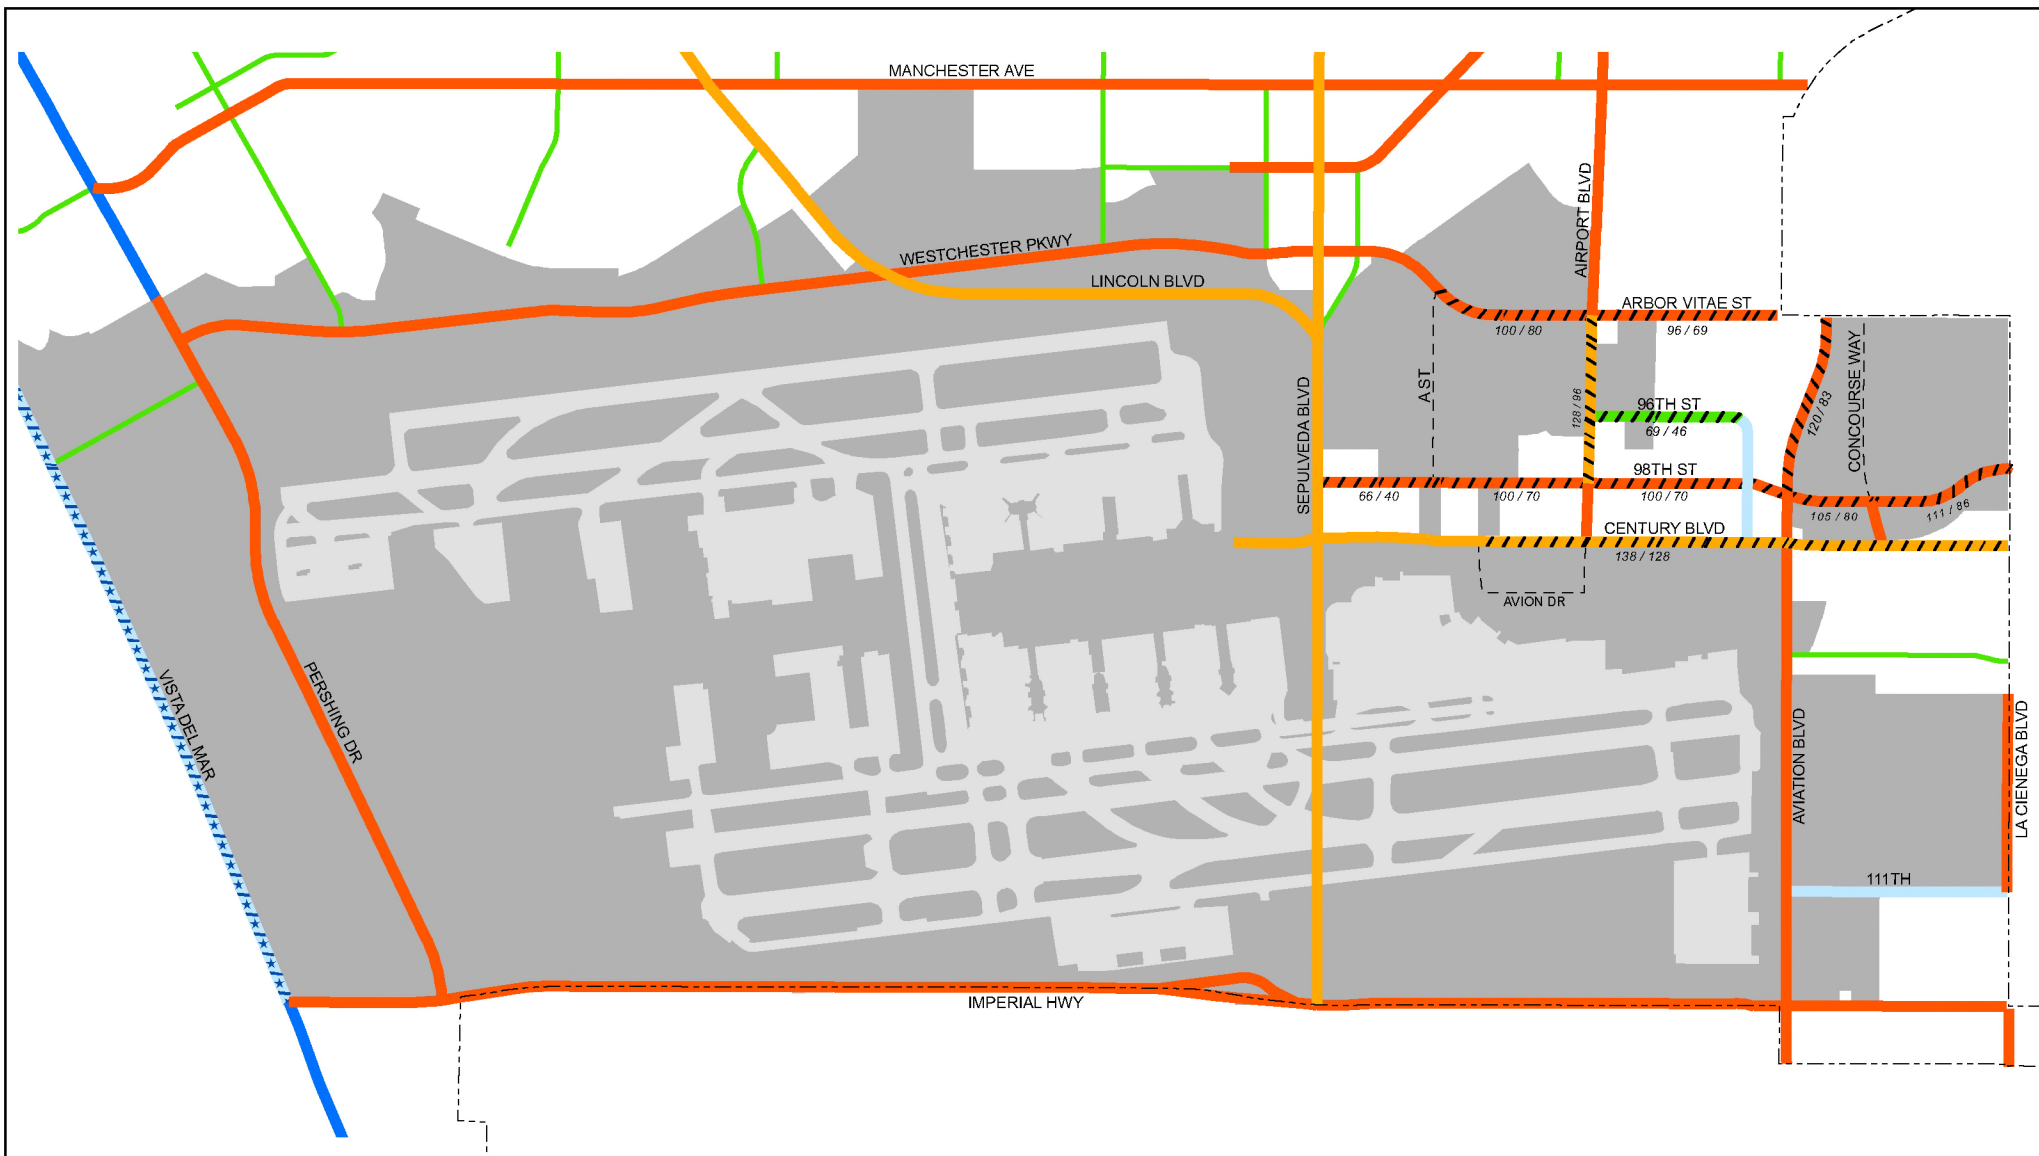 MANCHESTER AVE
WESTCHESTER PKWY
LINCOLN BLVD
AIRPORT BLVD
ARBOR VITAE ST
100 / 80
96 / 69
A ST
SEPULVEDA BLVD
128 / 96
96TH ST
69 / 46
120 / 83
CONCOURSE WAY
98TH ST
66 / 40
100 / 70
100 / 70
105 / 80
111 / 86
CENTURY BLVD
138 / 128
AVION DR
VISTA DEL MAR
PERSHING DR
AVIATION BLVD
LA CIENEGA BLVD
111TH
IMPERIAL HWY